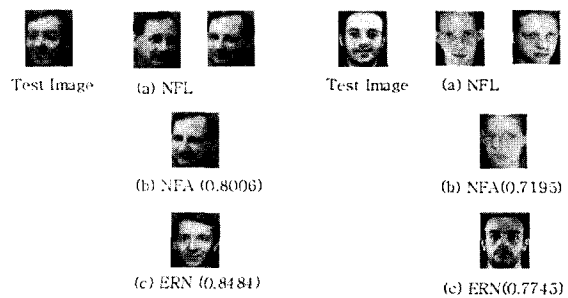 Test Image (a) NFL Test Image (a) NFL
(b) NFA (0.8006) (b) NFA(0.7195)
(c) ERN (0.8484) (c) ERN(0.7745)